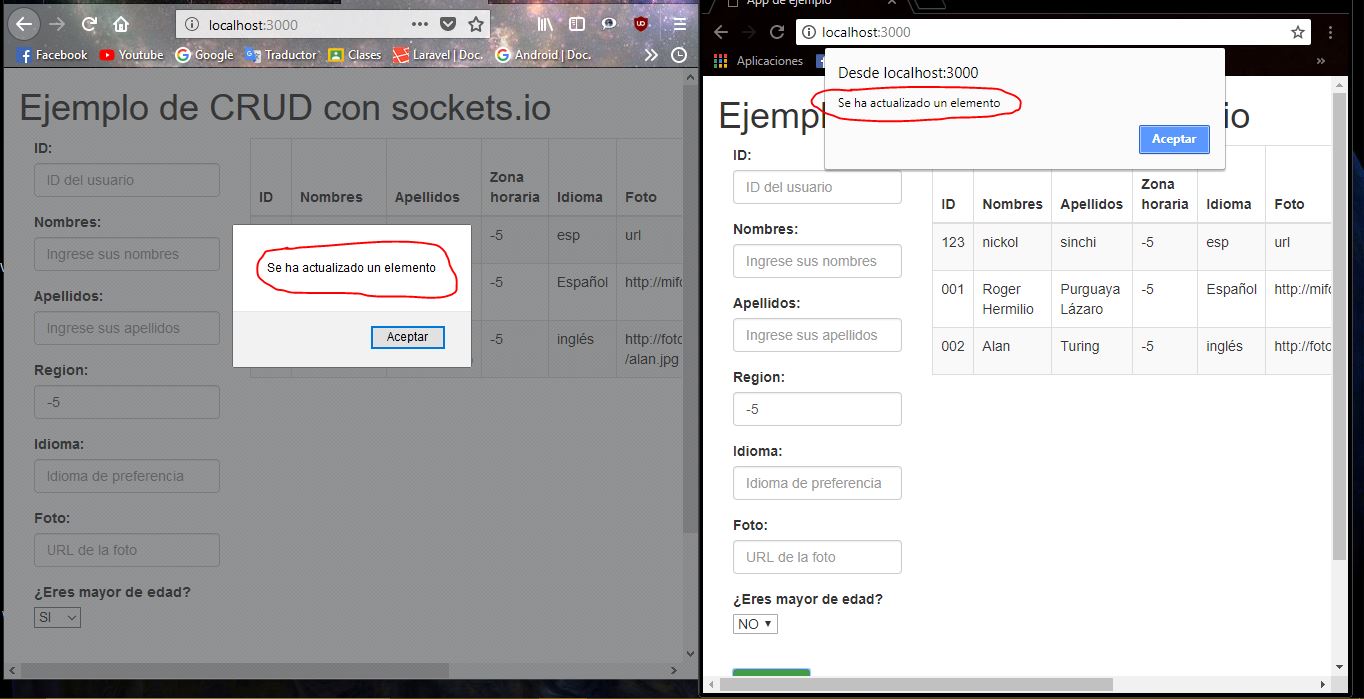 localhost:3000
Facebook
Youtube
Google
Traductor
Clases
Laravel | Doc.
Android | Doc.
Ejemplo de CRUD con sockets.io
ID:
ID del usuario
Nombres:
Ingrese sus nombres
Apellidos:
Ingrese sus apellidos
Region:
-5
Idioma:
Idioma de preferencia
Foto:
URL de la foto
¿Eres mayor de edad?
SI
ID Nombres Apellidos Zona horaria Idioma Foto
-5 esp url
-5 Español http://mifo
-5 inglés http://foto
/alan.jpg
Se ha actualizado un elemento
Aceptar
App de ejemplo
localhost:3000
Aplicaciones
Desde localhost:3000
Se ha actualizado un elemento
Aceptar
Ejemp
io
ID:
ID del usuario
Nombres:
Ingrese sus nombres
Apellidos:
Ingrese sus apellidos
Region:
-5
Idioma:
Idioma de preferencia
Foto:
URL de la foto
¿Eres mayor de edad?
NO
ID Nombres Apellidos Zona horaria Idioma Foto
123 nickol sinchi -5 esp url
001 Roger Hermilio Purguaya Lázaro -5 Español http://mifo
002 Alan Turing -5 inglés http://foto